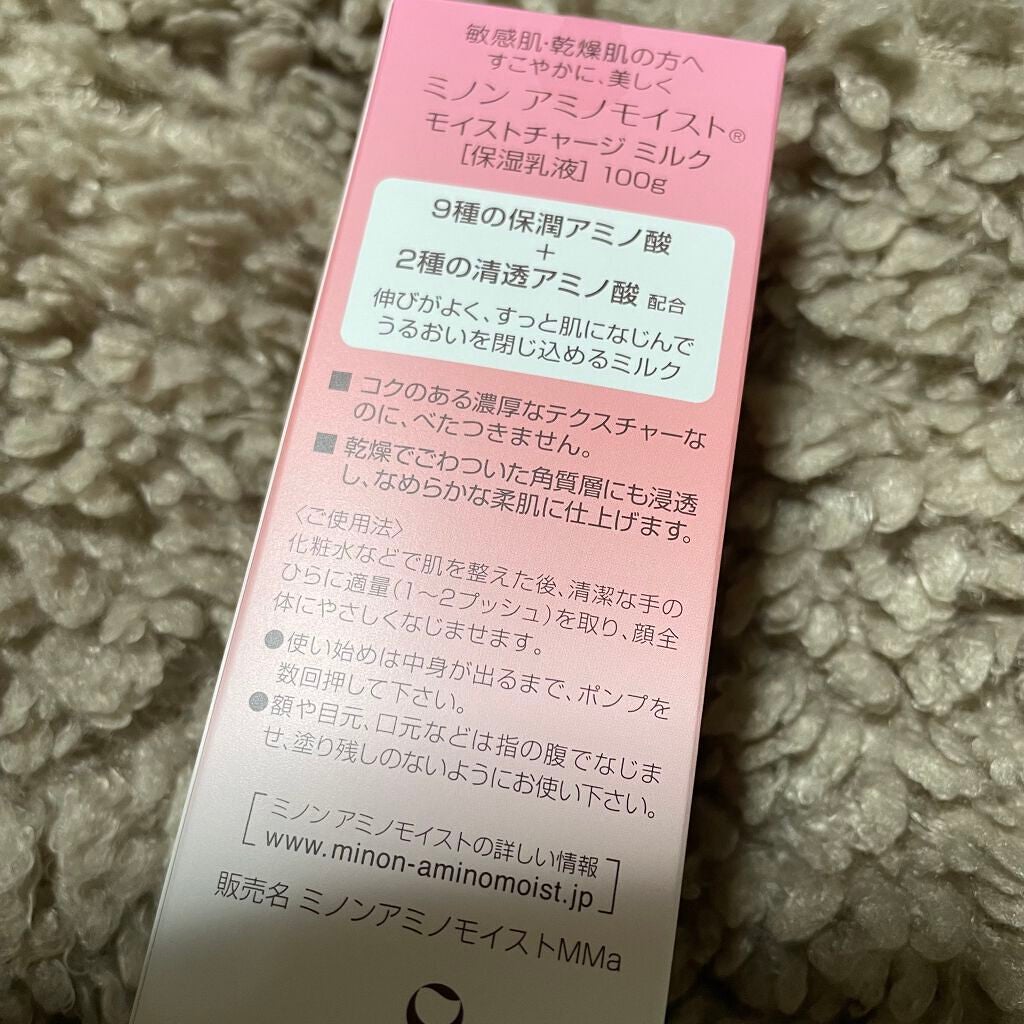 敏感肌・乾燥肌の方へ
すこやかに、美しく
ミノン アミノモイスト®
モイストチャージ ミルク
[保湿乳液] 100g
9種の保潤アミノ酸
+
2種の清透アミノ酸 配合
伸びがよく、すっと肌になじんで
うるおいを閉じ込めるミルク
■ コクのある濃厚なテクスチャーな
のに、べたつきません。
■ 乾燥でごわついた角質層にも浸透
し、なめらかな柔肌に仕上げます。
〈ご使用法〉
化粧水などで肌を整えた後、清潔な手の
ひらに適量(1〜2プッシュ)を取り、顔全
体にやさしくなじませます。
●使い始めは中身が出るまで、ポンプを
数回押して下さい。
●額や目元、口元などは指の腹でなじま
せ、塗り残しのないようにお使い下さい。
ミノン アミノモイストの詳しい情報
www.minon-aminomoist.jp
販売名 ミノンアミノモイストMMa